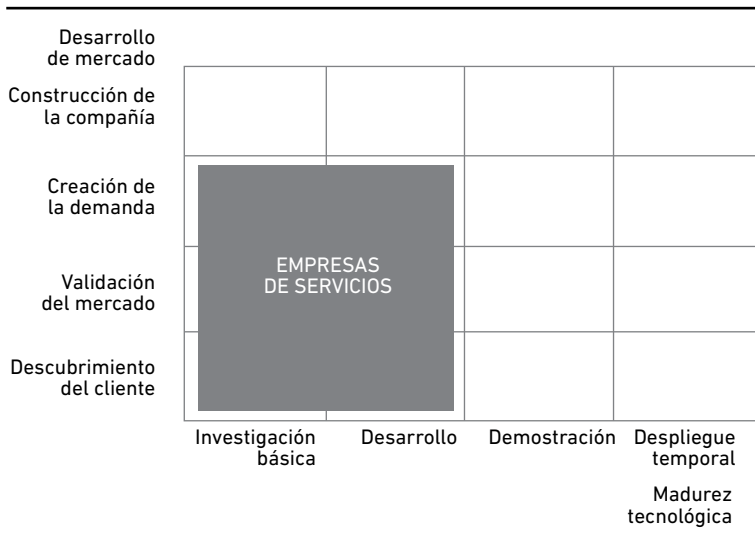 Desarrollo
de mercado
Construcción de
la compañía
Creación de
la demanda
Validación
del mercado
Descubrimiento
del cliente
EMPRESAS
DE SERVICIOS
Investigación
básica
Desarrollo
Demostración
Despliegue
temporal
Madurez
tecnológica